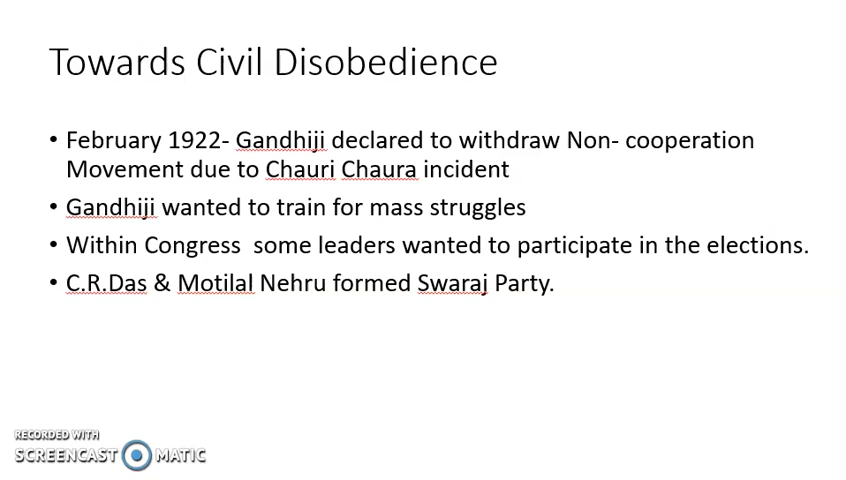 Towards Civil Disobedience
• February 1922- Gandhiji declared to withdraw Non- cooperation
Movement due to Chauri Chaura incident
• Gandhiji wanted to train for mass struggles
• Within Congress  some leaders wanted to participate in the elections.
• C.R.Das & Motilal Nehru formed Swaraj Party.
RECORDED WITH
SCREENCAST MATIC